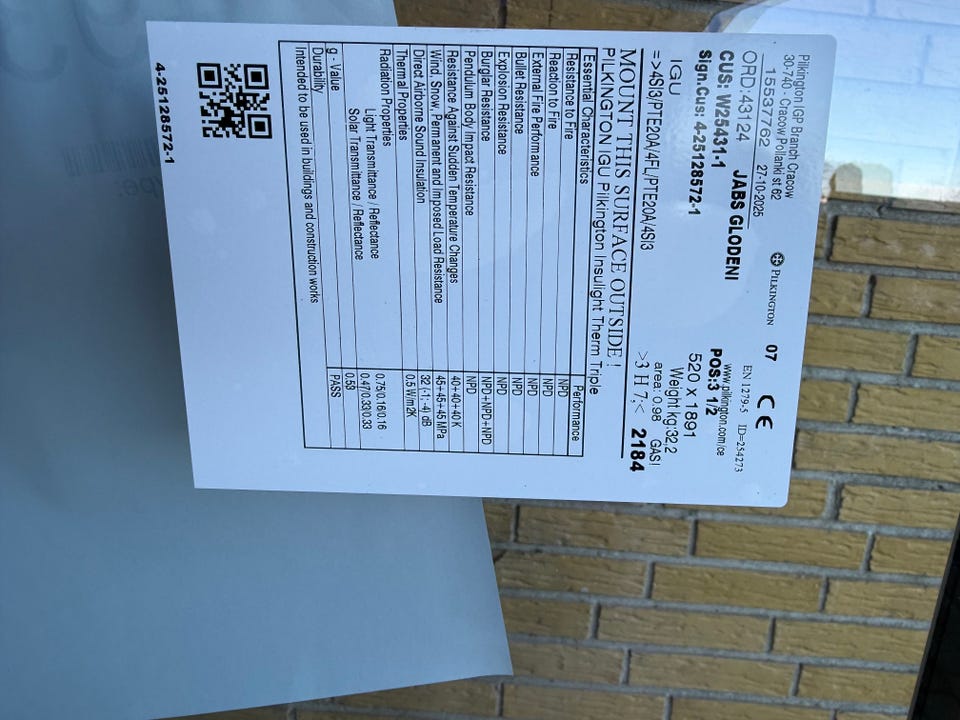 Pilkington IGP Branch Cracow
30-740 - Cracow Polanki st.62
15537762 27-10-2025
PILKINGTON 07 CE
EN 1279-5 ID=254273
www.pilkington.com/ce
ORD:43124 JABS GLODENI
CUS: W25431-1 POS:3 1/2
Sign.Cus: 4-25128572-1 520 x 1891
Weight kg:32.2
IGU area: 0.98 GAS!
=>4SI3/PTE20A/4FL/PTE20A/4SI3 >3 H 7;< 2184
MOUNT THIS SURFACE OUTSIDE !
PILKINGTON IGU Pilkington Insulight Therm Triple
Essential Characteristics Performance
Resistance to Fire NPD
Reaction to Fire NPD
External Fire Performance NPD
Bullet Resistance NPD
Explosion Resistance NPD
Burglar Resistance NPD+NPD+NPD
Pendulum Body Impact Resistance NPD
Resistance Against Sudden Temperature Changes 40+40+40 K
Wind, Snow, Permanent and Imposed Load Resistance 45+45+45 MPa
Direct Airborne Sound Insulation 32 (-1;-4) dB
Thermal Properties 0.5 W/m2K
Radiation Properties
Light Transmittance / Reflectance 0.75/0.16/0.16
Solar Transmittance / Reflectance 0.47/0.33/0.33
g - Value 0.53
Durability PASS
Intended to be used in buildings and construction works
4-25128572-1